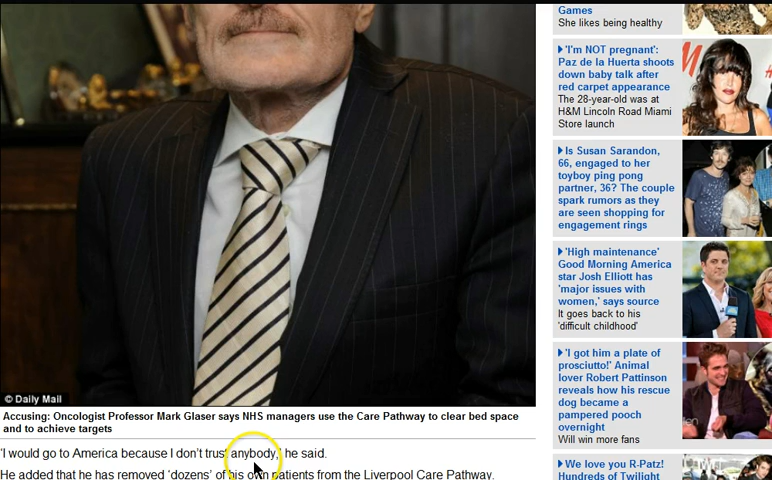 © Daily Mail
Accusing: Oncologist Professor Mark Glaser says NHS managers use the Care Pathway to clear bed space
and to achieve targets
'I would go to America because I don't trust anybody,' he said.
He added that he has removed 'dozens' of his own patients from the Liverpool Care Pathway.
Games
She likes being healthy
'I'm NOT pregnant':
Paz de la Huerta shoots
down baby talk after
red carpet appearance
The 28-year-old was at
H&M Lincoln Road Miami
Store launch
Is Susan Sarandon,
66, engaged to her
toyboy ping pong
partner, 36? The couple
spark rumors as they
are seen shopping for
engagement rings
'High maintenance'
Good Morning America
star Josh Elliott has
'major issues with
women,' says source
It goes back to his
'difficult childhood'
'I got him a plate of
prosciutto!' Animal
lover Robert Pattinson
reveals how his rescue
dog became a
pampered pooch
overnight
Will win more fans
We love you R-Patz!
Hundreds of Twilight